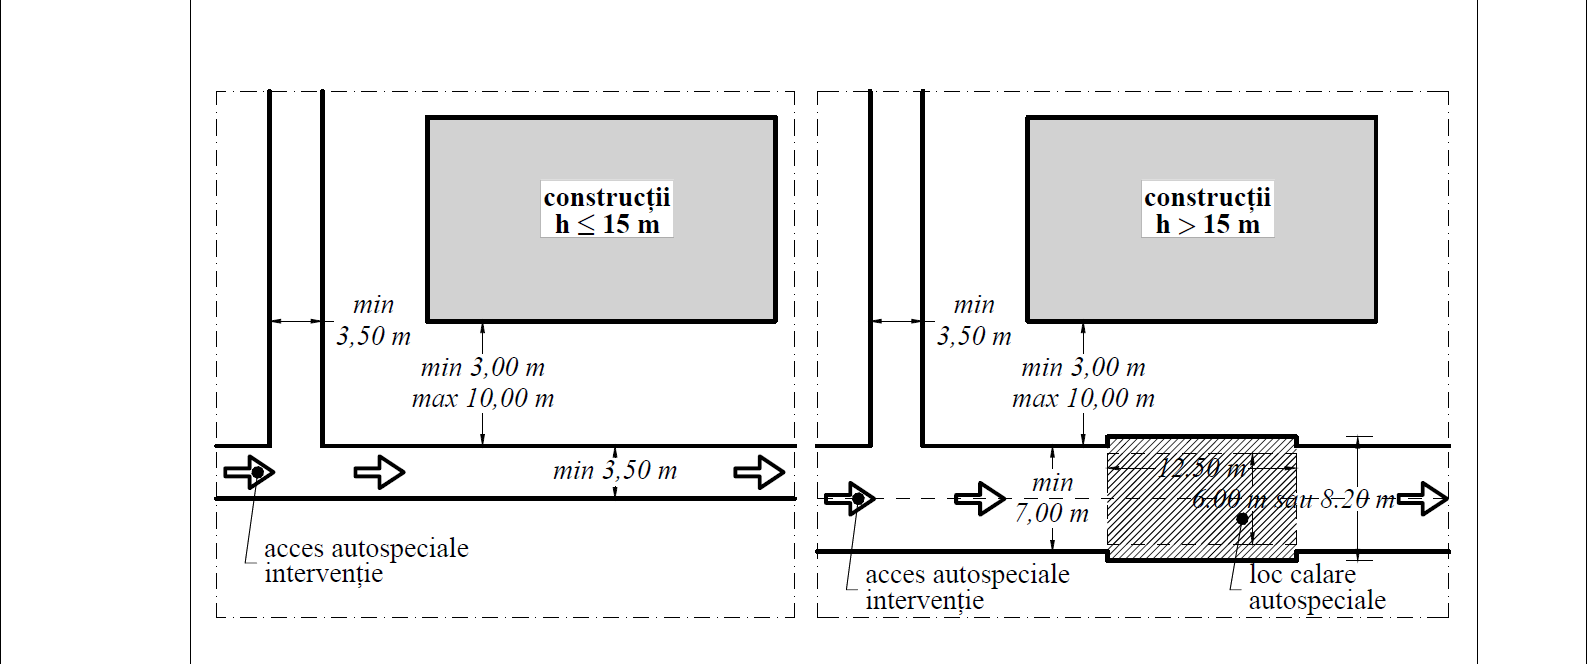 construcții
h ≤ 15 m
min
3,50 m
min 3,00 m
max 10,00 m
min 3,50 m
acces autospeciale
intervenție
construcții
h > 15 m
min
3,50 m
min 3,00 m
max 10,00 m
min
7,00 m
12.50 m
6.00 m sau 8.20 m
acces autospeciale
intervenție
loc calare
autospeciale